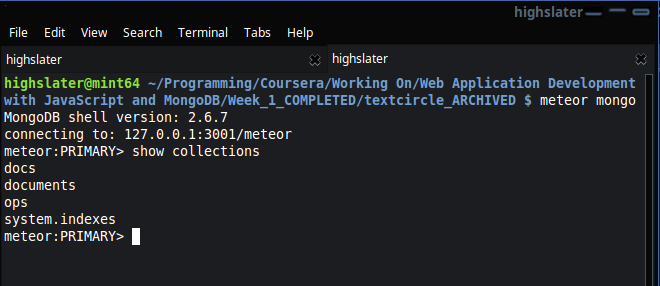 highslater
File Edit View Search Terminal Tabs Help
highslater highslater
highslater@mint64 ~/Programming/Coursera/Working On/Web Application Development
with JavaScript and MongoDB/Week_1_COMPLETED/textcircle_ARCHIVED $ meteor mongo
MongoDB shell version: 2.6.7
connecting to: 127.0.0.1:3001/meteor
meteor:PRIMARY> show collections
docs
documents
ops
system.indexes
meteor:PRIMARY>